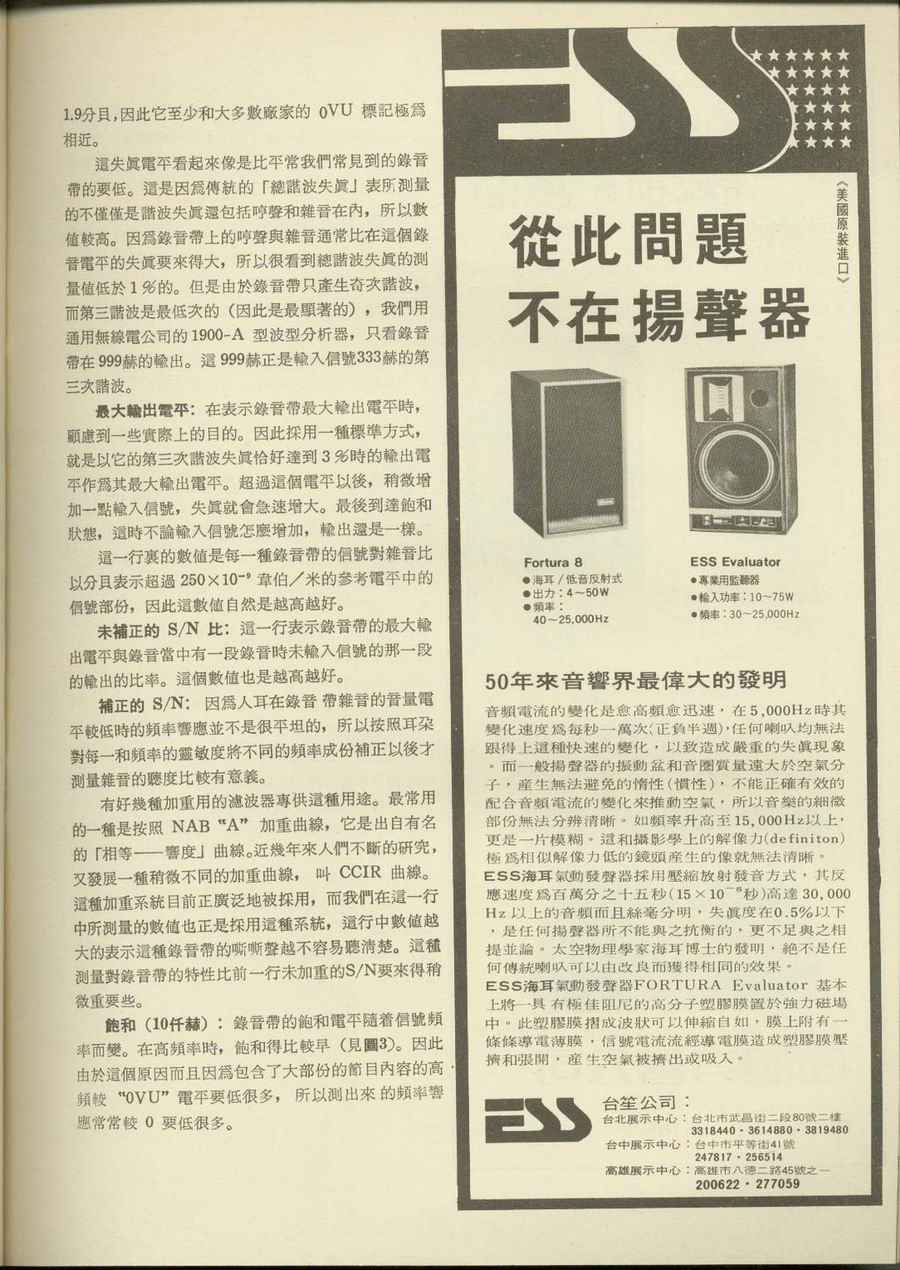 1.9分貝,因此它至少和大多數廠家的 0VU 標記極爲
相近。
這失眞電平看起來像是比平常我們常見到的錄音
帶的要低。這是因爲傳統的「總諧波失眞」表所測量
的不僅僅是諧波失眞還包括哼聲和雜音在內，所以數
値較高。因爲錄音帶上的哼聲與雜音通常比在這個錄
音電平的失眞要來得大，所以很看到總諧波失眞的測
量値低於 1 %的。但是由於錄音帶只產生奇次諧波，
而第三諧波是最低次的（因此是最顯著的），我們用
通用無線電公司的 1900-A 型波型分析器，只看錄音
帶在 999赫的輸出。這 999赫正是輸入信號333赫的第
三次諧波。
最大輸出電平：在表示錄音帶最大輸出電平時，
顧慮到一些實際上的目的。因此採用一種標準方式，
就是以它的第三次諧波失眞恰好達到 3 %時的輸出電
平作爲其最大輸出電平。超過這個電平以後，稍微增
加一點輸入信號，失眞就會急速增大。最後到達飽和
狀態，這時不論輸入信號怎麽增加，輸出還是一樣。
這一行裏的數値是每一種錄音帶的信號對雜音比
以分貝表示超過 250×10⁻⁹ 韋伯／米的參考電平中的
信號部份，因此這數値自然是越高越好。
未補正的 S/N 比：這一行表示錄音帶的最大輸
出電平與錄音當中有一段錄音時未輸入信號的那一段
的輸出的比率。這個數値也是越高越好。
補正的 S/N：因爲人耳在錄音 帶雜音的音量電
平較低時的頻率響應並不是很平坦的，所以按照耳朶
對每一和頻率的靈敏度將不同的頻率成份補正以後才
測量雜音的聽度比較有意義。
有好幾種加重用的濾波器專供這種用途。最常用
的一種是按照 NAB “A” 加重曲線，它是出自有名
的「相等——響度」曲線。近幾年來人們不斷的硏究，
又發展一種稍微不同的加重曲線， 叫 CCIR 曲線。
這種加重系統目前正廣泛地被採用，而我們在這一行
中所測量的數値也正是採用這種系統，這行中數値越
大的表示這種錄音帶的嘶嘶聲越不容易聽淸楚。這種
測量對錄音帶的特性比前一行未加重的S/N要來得稍
微重要些。
飽和（10仟赫）：錄音帶的飽和電平隨着信號頻
率而變。在高頻率時，飽和得比較早（見圖3）。因此
由於這個原因而且因爲包含了大部份的節目內容的高
頻較 “0VU” 電平要低很多， 所以測出來 的頻率響
應常常較 0 要低很多。
ESS
《美國原裝進口》
從此問題
不在揚聲器
Fortura 8
●海耳／低音反射式
●出力：4～50W
●頻率：
40～25,000Hz
ESS Evaluator
●專業用監聽器
●輸入功率：10～75W
●頻率：30～25,000Hz
50年來音響界最偉大的發明
音頻電流的變化是愈高頻愈迅速，在5,000Hz時其
變化速度爲每秒一萬次(正負半週)，任何喇叭均無法
跟得上這種快速的變化，以致造成嚴重的失眞現象
。而一般揚聲器的振動盆和音圈質量遠大於空氣分
子，產生無法避免的惰性(慣性)，不能正確有效的
配合音頻電流的變化來推動空氣，所以音樂的細微
部份無法分辨清晰。如頻率升高至15,000Hz以上，
更是一片模糊。這和攝影學上的解像力(definiton)
極爲相似解像力低的鏡頭產生的像就無法清晰。
ESS海耳氣動發聲器採用壓縮放射發音方式，其反
應速度爲百萬分之十五秒(15×10⁻⁶秒)高達 30,000
Hz 以上的音頻而且絲毫分明，失眞度在0.5%以下
，是任何揚聲器所不能與之抗衡的，更不足與之相
提並論。太空物理學家海耳博士的發明，絶不是任
何傳統喇叭可以由改良而獲得相同的效果。
ESS海耳氣動發聲器FORTURA Evaluator 基本
上將一具有極佳阻尼的高分子塑膠膜置於強力磁場
中。此塑膠膜摺成波狀可以伸縮自如，膜上附有一
條條導電薄膜，信號電流流經導電膜造成塑膠膜壓
擠和張開，產生空氣被擠出或吸入。
ESS
台笙公司：
台北展示中心：台北市武昌街二段80號二樓
3318440・3614880・3819480
台中展示中心：台中市平等街41號
247817・256514
高雄展示中心：高雄市八德二路45號之一
200622・277059